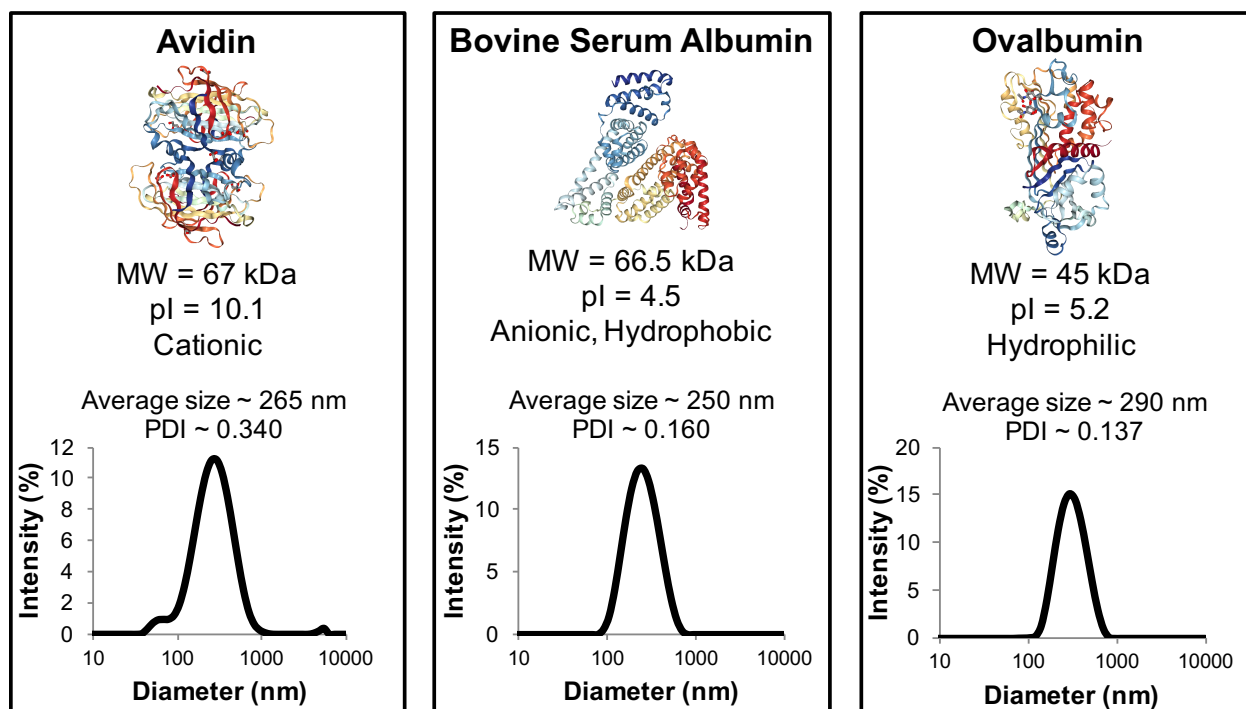 Avidin
MW = 67 kDa
pI = 10.1
Cationic
Average size ~ 265 nm
PDI ~ 0.340
12
10
8
6
4
2
0
Intensity (%)
10 100 1000 10000
Diameter (nm)
Bovine Serum Albumin
MW = 66.5 kDa
pI = 4.5
Anionic, Hydrophobic
Average size ~ 250 nm
PDI ~ 0.160
15
10
5
0
Intensity (%)
10 100 1000 10000
Diameter (nm)
Ovalbumin
MW = 45 kDa
pI = 5.2
Hydrophilic
Average size ~ 290 nm
PDI ~ 0.137
20
15
10
5
0
Intensity (%)
10 100 1000 10000
Diameter (nm)